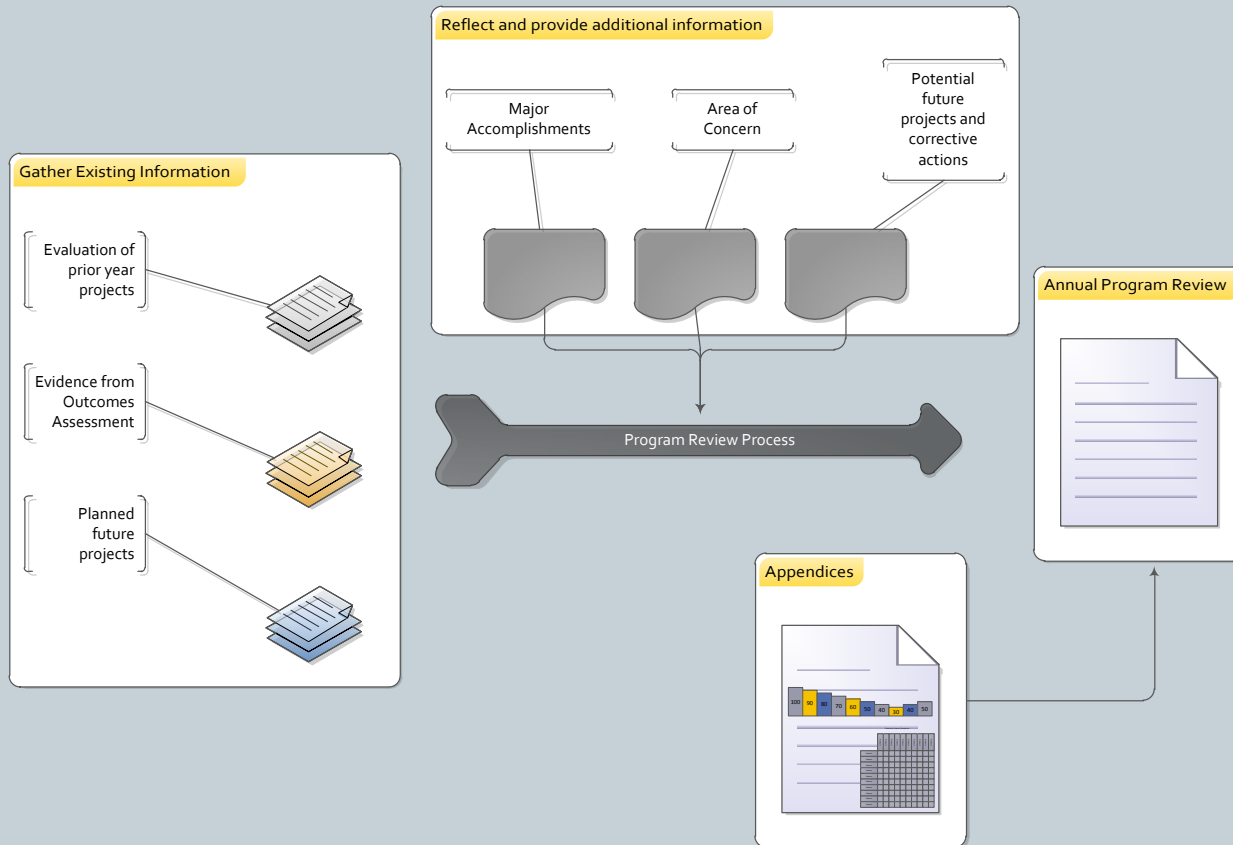 Reflect and provide additional information
Major
Accomplishments
Area of
Concern
Potential
future
projects and
corrective
actions
Gather Existing Information
Evaluation of
prior year
projects
Evidence from
Outcomes
Assessment
Planned
future
projects
Program Review Process
Annual Program Review
Appendices
100 90 80 70 60 50 40 30 40 50